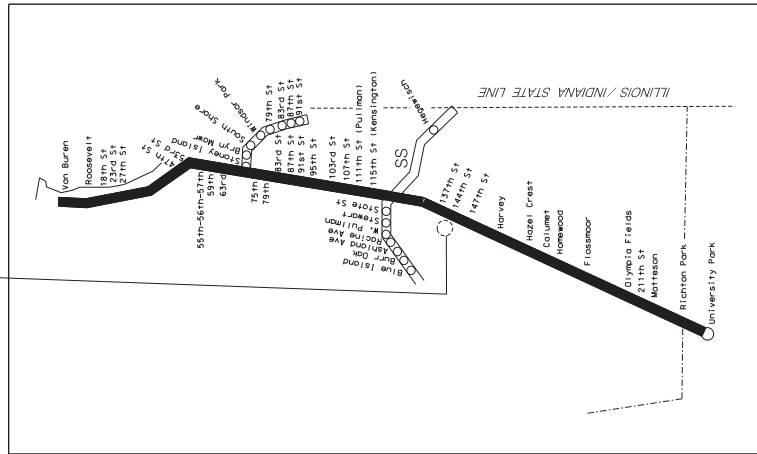 Van Buren
Roosevelt
18th St
23rd St
27th St
47th St
53rd
55th-56th-57th
59th
63rd
Stoney Island
Bryn Mawr
South Shore
Windsor Park
79th St
83rd St
87th St
91st St
75th
79th
83rd St
87th St
91st St
95th St
103rd St
107th St
111th St (Pullman)
115th St (Kensington)
State St
Stewart
W. Pullman
Racine Ave
Ashland Ave
Burr Oak
Blue Island
SS
Hegewisch
ILLINOIS / INDIANA STATE LINE
137th St
144th St
147th St
Harvey
Hazel Crest
Calumet
Homewood
Flossmoor
Olympia Fields
211th St
Matteson
Richton Park
University Park